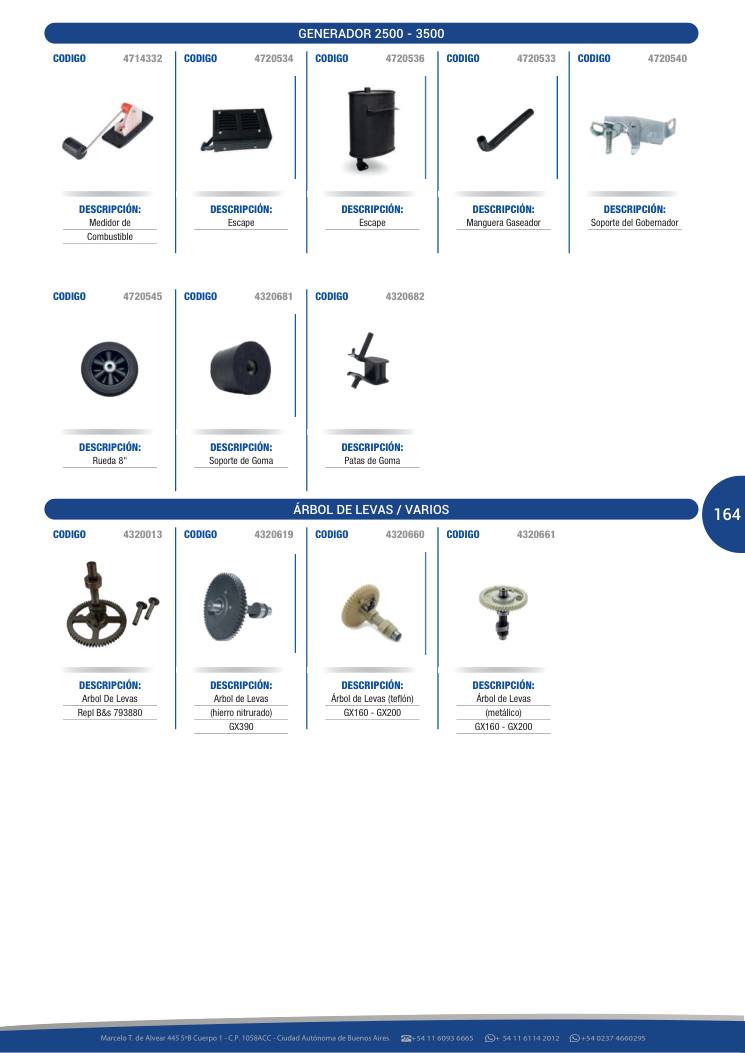 GENERADOR 2500 - 3500
CODIGO 4714332
DESCRIPCIÓN:
Medidor de
Combustible
CODIGO 4720534
DESCRIPCIÓN:
Escape
CODIGO 4720536
DESCRIPCIÓN:
Escape
CODIGO 4720533
DESCRIPCIÓN:
Manguera Gaseador
CODIGO 4720540
DESCRIPCIÓN:
Soporte del Gobernador
CODIGO 4720545
DESCRIPCIÓN:
Rueda 8"
CODIGO 4320681
DESCRIPCIÓN:
Soporte de Goma
CODIGO 4320682
DESCRIPCIÓN:
Patas de Goma
ÁRBOL DE LEVAS / VARIOS
164
CODIGO 4320013
DESCRIPCIÓN:
Arbol De Levas
Repl B&s 793880
CODIGO 4320619
DESCRIPCIÓN:
Arbol de Levas
(hierro nitrurado)
GX390
CODIGO 4320660
DESCRIPCIÓN:
Árbol de Levas (teflón)
GX160 - GX200
CODIGO 4320661
DESCRIPCIÓN:
Árbol de Levas
(metálico)
GX160 - GX200
Marcelo T. de Alvear 445 5ºB Cuerpo 1 - C.P. 1058ACC - Ciudad Autónoma de Buenos Aires. +54 11 6093 6665 + 54 11 6114 2012 +54 0237 4660295